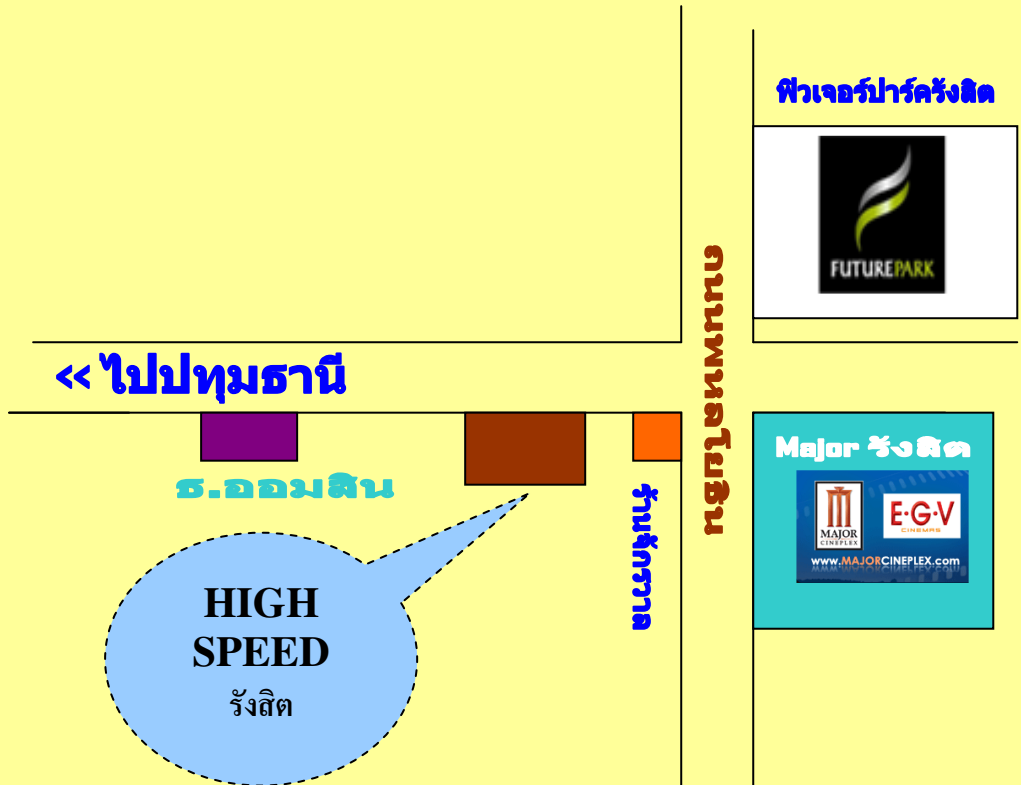 ฟิวเจอร์ปาร์ครังสิต
FUTUREPARK
ถนนพหลโยธิน
<< ไปปทุมธานี
Major รังสิต
ธ.ออมสิน
MAJOR
CINEPLEX
E·G·V
CINEMAS
www.MAJORCINEPLEX.com
ร้านจักรวาล
HIGH
SPEED
รังสิต